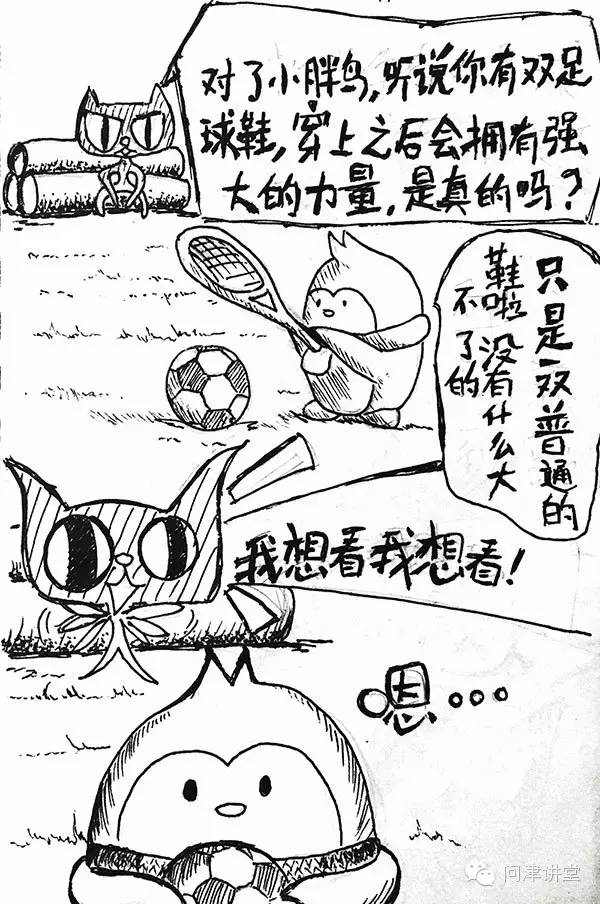 对了小胖鸟,听说你有双足
球鞋,穿上之后会拥有强
大的力量,是真的吗?
只是一双普通的
鞋啦没有什么大
不了的
我想看我想看!
嗯···
问津讲堂